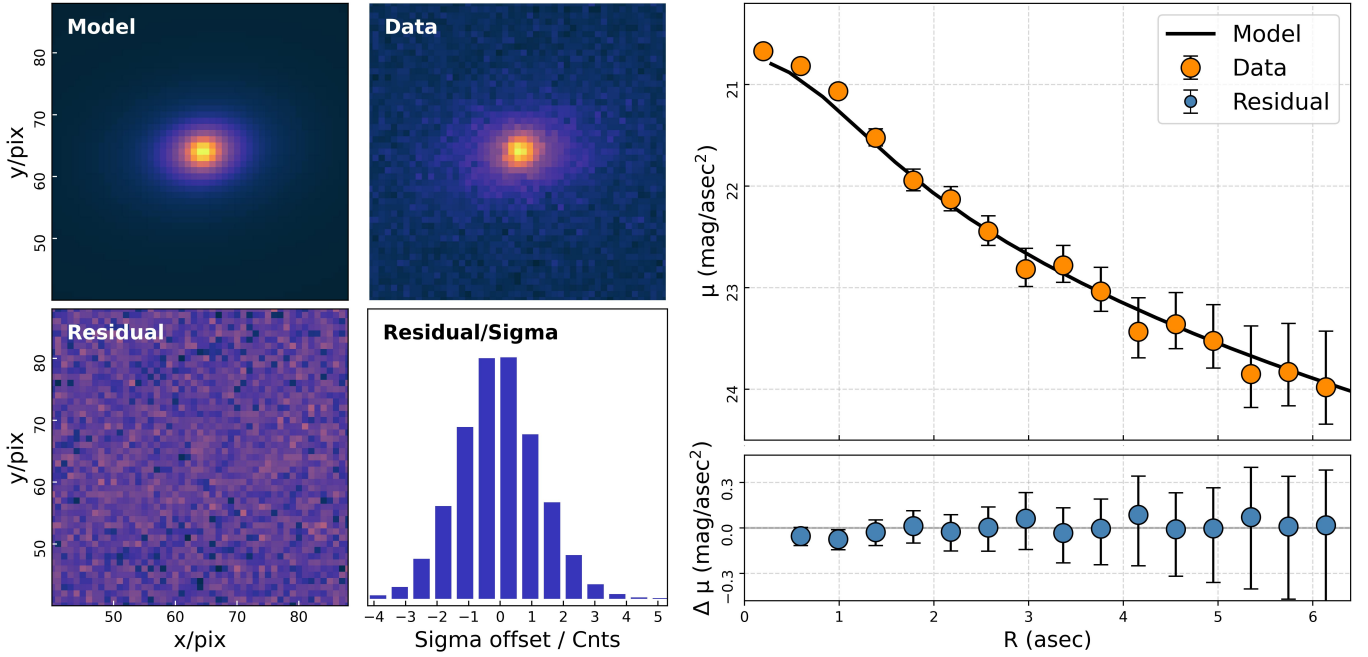 Model
Data
y/pix
80
70
60
50
Residual
Residual/Sigma
y/pix
80
70
60
50
50 60 70 80
x/pix
−4 −3 −2 −1 0 1 2 3 4 5
Sigma offset / Cnts
Model
Data
Residual
μ (mag/asec²)
21
22
23
24
Δ μ (mag/asec²)
0.3
0.0
−0.3
0 1 2 3 4 5 6
R (asec)